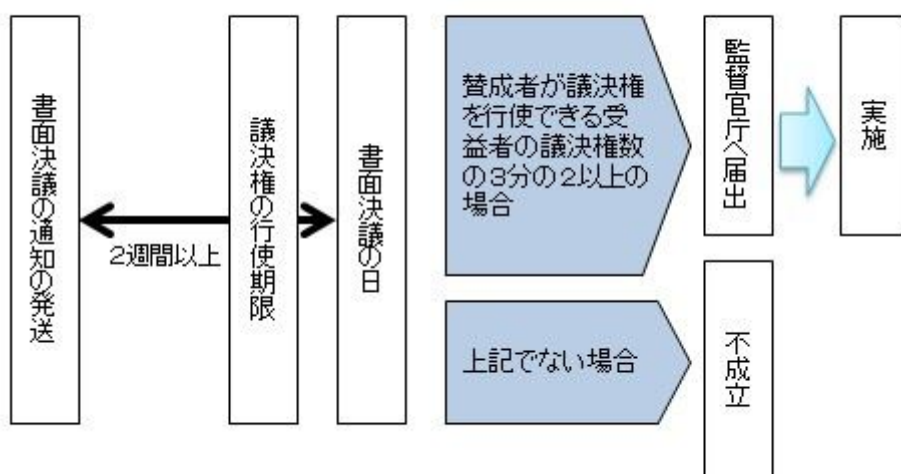 書面決議の通知の発送
2週間以上
議決権の行使期限
書面決議の日
賛成者が議決権
を行使できる受
益者の議決権数
の3分の2以上の
場合
監督官庁へ届出
実施
上記でない場合
不成立